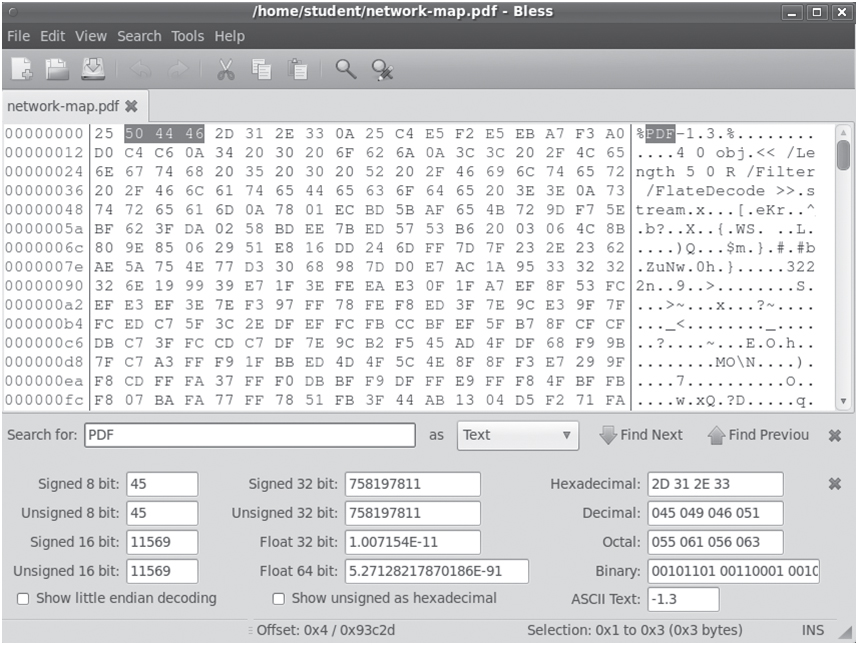 /home/student/network-map.pdf - Bless
File Edit View Search Tools Help
network-map.pdf
00000000 25 50 44 46 2D 31 2E 33 0A 25 C4 E5 F2 E5 EB A7 F3 A0 %PDF-1.3.%........
00000012 D0 C4 C6 0A 34 20 30 20 6F 62 6A 0A 3C 3C 20 2F 4C 65 ....4 0 obj.<< /Le
00000024 6E 67 74 68 20 35 20 30 20 52 20 2F 46 69 6C 74 65 72 ngth 5 0 R /Filter
00000036 20 2F 46 6C 61 74 65 44 65 63 6F 64 65 20 3E 3E 0A 73 /FlateDecode >>.s
00000048 74 72 65 61 6D 0A 78 01 EC BD 5B AF 65 4B 72 9D F7 5E tream.x...[.eKr..^
0000005a BF 62 3F DA 02 58 BD EE 7B ED 57 53 B6 20 03 06 4C 8B .b?..X..{.WS. ..L.
0000006c 80 9E 85 06 29 51 E8 16 DD 24 6D FF 7D 7F 23 2E 23 62 ....)Q...$m.}.#.#b
0000007e AE 5A 75 4E 77 D3 30 68 98 7D D0 E7 AC 1A 95 33 32 32 .ZuNw.0h.}.....322
00000090 32 6E 19 99 39 E7 1F 3E FE EA E3 0F 1F A7 EF 8F 53 FC 2n..9..>........S.
000000a2 EF E3 EF 3E 7E F3 97 FF 78 FE F8 ED 3F 7E 9C E3 9F 7F ...>~...x...?~....
000000b4 FC ED C7 5F 3C 2E DF EF FC FB CC BF EF 5F B7 8F CF CF ..._<........_....
000000c6 DB C7 3F FC CD C7 DF 7E 9C B2 F5 45 AD 4F DF 68 F9 9B ..?....~...E.O.h..
000000d8 7F C7 A3 FF F9 1F BB ED 4D 4F 5C 4E 8F 8F F3 E7 29 9F ........MO\N....).
000000ea F8 CD FF FA 37 FF F0 DB BF F9 DF FF E9 FF F8 4F BF FB ....7..........O..
000000fc F8 07 BA FA 77 FF 78 51 FB 3F 44 AB 13 04 D5 F2 71 FA ....w.xQ.?D.....q.
Search for: PDF as Text Find Next Find Previou
Signed 8 bit: 45 Signed 32 bit: 758197811 Hexadecimal: 2D 31 2E 33
Unsigned 8 bit: 45 Unsigned 32 bit: 758197811 Decimal: 045 049 046 051
Signed 16 bit: 11569 Float 32 bit: 1.007154E-11 Octal: 055 061 056 063
Unsigned 16 bit: 11569 Float 64 bit: 5.27128217870186E-91 Binary: 00101101 00110001 0010
Show little endian decoding Show unsigned as hexadecimal ASCII Text: -1.3
Offset: 0x4 / 0x93c2d Selection: 0x1 to 0x3 (0x3 bytes) INS